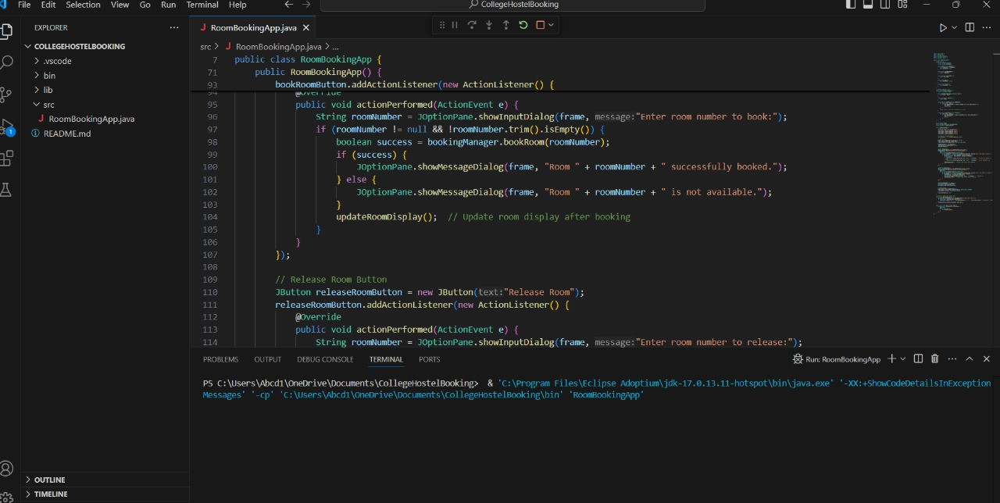 File Edit Selection View Go Run Terminal Help
CollegeHostelBooking
EXPLORER
RoomBookingApp.java
COLLEGEHOSTELBOOKING
.vscode
bin
lib
src
RoomBookingApp.java
README.md
1
OUTLINE
TIMELINE
src > RoomBookingApp.java > ...
7 public class RoomBookingApp {
71 public RoomBookingApp() {
93 bookRoomButton.addActionListener(new ActionListener() {
94 @Override
95 public void actionPerformed(ActionEvent e) {
96 String roomNumber = JOptionPane.showInputDialog(frame, message:"Enter room number to book:");
97 if (roomNumber != null && !roomNumber.trim().isEmpty()) {
98 boolean success = bookingManager.bookRoom(roomNumber);
99 if (success) {
100 JOptionPane.showMessageDialog(frame, "Room " + roomNumber + " successfully booked.");
101 } else {
102 JOptionPane.showMessageDialog(frame, "Room " + roomNumber + " is not available.");
103 }
104 updateRoomDisplay(); // Update room display after booking
105 }
106 }
107 });
108
109 // Release Room Button
110 JButton releaseRoomButton = new JButton(text:"Release Room");
111 releaseRoomButton.addActionListener(new ActionListener() {
112 @Override
113 public void actionPerformed(ActionEvent e) {
114 String roomNumber = JOptionPane.showInputDialog(frame, message:"Enter room number to release:");
PROBLEMS OUTPUT DEBUG CONSOLE TERMINAL PORTS
Run: RoomBookingApp
PS C:\Users\Abcd1\OneDrive\Documents\CollegeHostelBooking> & 'C:\Program Files\Eclipse Adoptium\jdk-17.0.13.11-hotspot\bin\java.exe' '-XX:+ShowCodeDetailsInException
Messages' '-cp' 'C:\Users\Abcd1\OneDrive\Documents\CollegeHostelBooking\bin' 'RoomBookingApp'